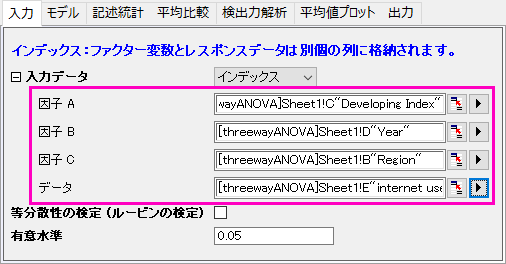 入力 モデル 記述統計 平均比較 検出力解析 平均値プロット 出力
インデックス：ファクター変数とレスポンスデータは別個の列に格納されます。
入力データ インデックス
因子 A wayANOVA]Sheet1!C"Developing Index"
因子 B [threewayANOVA]Sheet1!D"Year"
因子 C [threewayANOVA]Sheet1!B"Region"
データ [threewayANOVA]Sheet1!E"internet use
等分散性の検定（ルービンの検定）
有意水準 0.05